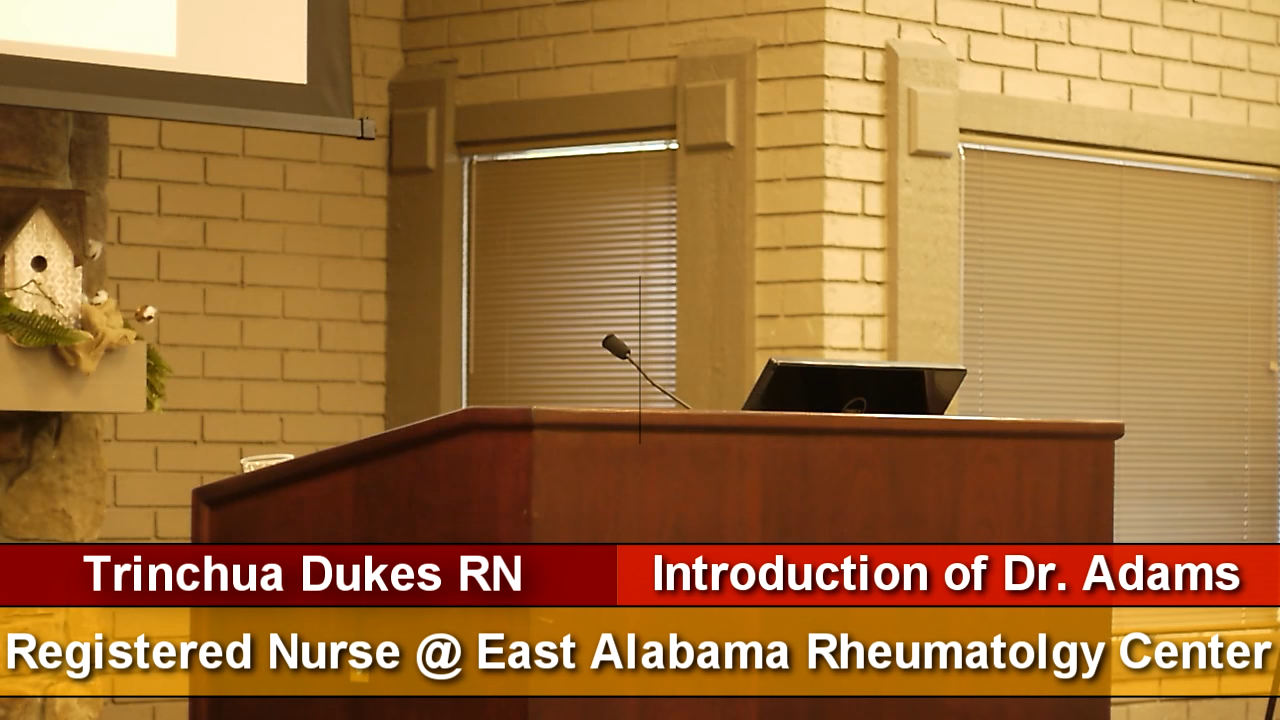 Trinchua Dukes RN
Introduction of Dr. Adams
Registered Nurse @ East Alabama Rheumatolgy Center